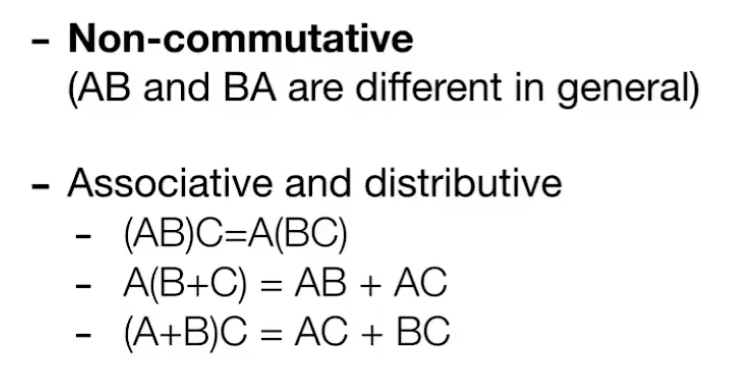 - Non-commutative
(AB and BA are different in general)
- Associative and distributive
- (AB)C=A(BC)
- A(B+C) = AB + AC
- (A+B)C = AC + BC